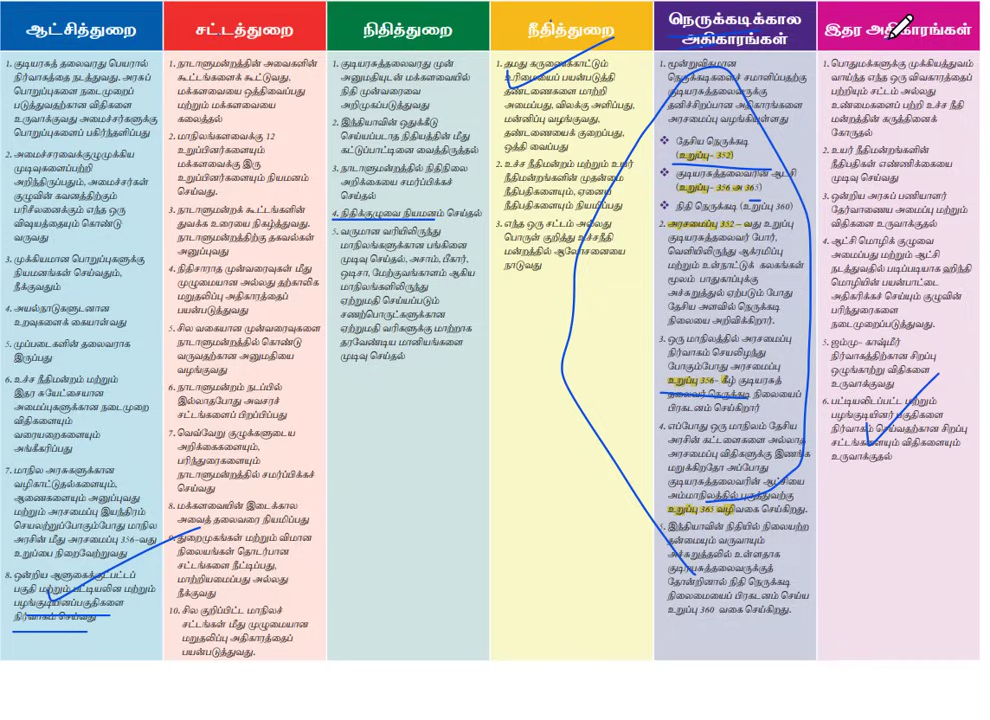 ஆட்சித்துறை
1. குடியரசுத் தலைவரது பெயரால்
நிர்வாகத்தை நடத்துவது. அரசுப்
பொறுப்புகளை நடைமுறைப்
படுத்துவதற்கான விதிகளை
உருவாக்குவது அமைச்சர்களுக்கு
பொறுப்புகளைப் பகிர்ந்தளிப்பது
2. அமைச்சரவைக்குழுமுக்கிய
முடிவுகளைப்பற்றி
அறிந்திருப்பதும், அமைச்சர்கள்
குழுவின் கவனத்திற்கும்
பரிசீலனைக்கும் எந்த ஒரு
விஷயத்தையும் கொண்டு
வருவது
3. முக்கியமான பொறுப்புகளுக்கு
நியமனங்கள் செய்வதும்,
நீக்குவதும்
4. அயல்நாடுகளுடனான
உறவுகளைக் கையாள்வது
5. முப்படைகளின் தலைவராக
இருப்பது
6. உச்ச நீதிமன்றம் மற்றும்
இதர சுயேட்சையான
அமைப்புகளுக்கான நடைமுறை
விதிகளையும்
வரையறைகளையும்
அங்கீகரிப்பது
7. மாநில அரசுகளுக்கான
வழிகாட்டுதல்களையும்,
ஆணைகளையும் அனுப்புவது
மற்றும் அரசமைப்பு இயந்திரம்
செயலற்றுப்போகும்போது மாநில
அரசின் மீது அரசமைப்பு 356–வது
உறுப்பை நிறைவேற்றுவது
8. ஒன்றிய ஆளுகைக்குட்பட்டப்
பகுதி மற்றும் பட்டியலின மற்றும்
பழங்குடியினப்பகுதிகளை
நிர்வாகம் செய்வது
சட்டத்துறை
1. நாடாளுமன்றத்தின் அவைகளின்
கூட்டங்களைக் கூட்டுவது,
மக்களவையை ஒத்திவைப்பது
மற்றும் மக்களவையை
கலைத்தல்
2. மாநிலங்களவைக்கு 12
உறுப்பினர்களையும்
மக்களவைக்கு இரு
உறுப்பினர்களையும் நியமனம்
செய்வது.
3. நாடாளுமன்றக் கூட்டங்களின்
துவக்க உரையை நிகழ்த்துவது.
நாடாளுமன்றத்திற்கு தகவல்கள்
அனுப்புவது
4. நிதிசாராத முன்வரைவுகள் மீது
முழுமையான அல்லது தற்காலிக
மறுதலிப்பு அதிகாரத்தைப்
பயன்படுத்துவது
5. சில வகையான முன்வரைவுகளை
நாடாளுமன்றத்தில் கொண்டு
வருவதற்கான அனுமதியை
வழங்குவது
6. நாடாளுமன்றம் நடப்பில்
இல்லாதபோது அவசரச்
சட்டங்களைப் பிறப்பிப்பது
7. வெவ்வேறு குழுக்களுடைய
அறிக்கைகளையும்,
பரிந்துரைகளையும்
நாடாளுமன்றத்தில் சமர்ப்பிக்கச்
செய்வது
8. மக்களவையின் இடைக்கால
அவைத் தலைவரை நியமிப்பது
9. துறைமுகங்கள் மற்றும் விமான
நிலையங்கள் தொடர்பான
சட்டங்களை நீட்டிப்பது,
மாற்றியமைப்பது அல்லது
நீக்குவது
10. சில குறிப்பிட்ட மாநிலச்
சட்டங்கள் மீது முழுமையான
மறுதலிப்பு அதிகாரத்தைப்
பயன்படுத்துவது.
நிதித்துறை
1. குடியரசுத் தலைவரது முன்
அனுமதியுடன் மக்களவையில்
நிதி முன்வரைவை
அறிமுகப்படுத்துவது
2. இந்தியாவின் ஒதுக்கீடு
செய்யப்படாத நிதியத்தின் மீது
கட்டுப்பாட்டினை வைத்திருத்தல்
3. நாடாளுமன்றத்தில் நிதிநிலை
அறிக்கையை சமர்ப்பிக்கச்
செய்தல்
4. நிதிக்குழுவை நியமனம் செய்தல்
5. வருமான வரியிலிருந்து
மாநிலங்களுக்கான பங்கினை
முடிவு செய்தல், அசாம், பீகார்,
ஒடிசா, மேற்குவங்காளம் ஆகிய
மாநிலங்களிலிருந்து
ஏற்றுமதி செய்யப்படும்
சணற்பொருட்களுக்கான
ஏற்றுமதி வரிகளுக்கு மாற்றாக
தரவேண்டிய மானியங்களை
முடிவு செய்தல்
நீதித்துறை
1. தமது கருணைக்காட்டும்
உரிமையைப் பயன்படுத்தி
தண்டனைகளை மாற்றி
அமைப்பது, விலக்கு அளிப்பது,
மன்னிப்பு வழங்குவது,
தண்டனையைக் குறைப்பது,
ஒத்தி வைப்பது
2. உச்ச நீதிமன்றம் மற்றும் உயர்
நீதிமன்றங்களின் முதன்மை
நீதிபதிகளையும், ஏனைய
நீதிபதிகளையும் நியமிப்பது
3. எந்த ஒரு சட்டம் அல்லது
பொருள் குறித்து உச்சநீதி
மன்றத்தில் ஆலோசனையை
நாடுவது
நெருக்கடிக்கால
அதிகாரங்கள்
1. மூன்றுவிதமான
நெருக்கடிகளைச் சமாளிப்பதற்கு
குடியரசுத்தலைவருக்கு
தனிச்சிறப்பான அதிகாரங்களை
அரசமைப்பு வழங்கியுள்ளது
❖ தேசிய நெருக்கடி
(உறுப்பு– 352)
❖ குடியரசுத்தலைவரின் ஆட்சி
(உறுப்பு– 356 அ 365)
❖ நிதி நெருக்கடி (உறுப்பு 360)
2. அரசமைப்பு 352 – வது உறுப்பு
குடியரசுத்தலைவர் போர்,
வெளியிலிருந்து ஆக்ரமிப்பு
மற்றும் உள்நாட்டுக் கலகங்கள்
மூலம் பாதுகாப்புக்கு
அச்சுறுத்துல் ஏற்படும் போது
தேசிய அளவில் நெருக்கடி
நிலையை அறிவிக்கிறார்.
3. ஒரு மாநிலத்தில் அரசமைப்பு
நிர்வாகம் செயலிழந்து
போகும்போது அரசமைப்பு
உறுப்பு 356– கீழ் குடியரசுத்
தலைவர் நெருக்கடி நிலையைப்
பிரகடனம் செய்கிறார்
4. எப்போது ஒரு மாநிலம் தேசிய
அரசின் கட்டளைகளை அல்லாத
அரசமைப்பு விதிகளுக்கு இணங்க
மறுக்கிறதோ அப்போது
குடியரசுத்தலைவரின் ஆட்சியை
அம்மாநிலத்தில் புகுத்துவற்கு
உறுப்பு 365 வழி வகை செய்கிறது.
5. இந்தியாவின் நிதியில் நிலையற்ற
தன்மையும் வருவாயும்
அச்சுறுத்தலில் உள்ளதாக
குடியரசுத்தலைவருக்குத்
தோன்றினால் நிதி நெருக்கடி
நிலைமையைப் பிரகடனம் செய்ய
உறுப்பு 360 வகை செய்கிறது.
இதர அதிகாரங்கள்
1. பொதுமக்களுக்கு முக்கியத்துவம்
வாய்ந்த எந்த ஒரு விவகாரத்தைப்
பற்றியும் சட்டம் அல்லது
உண்மைகளைப் பற்றி உச்ச நீதி
மன்றத்தின் கருத்தினைக்
கோருதல்
2. உயர் நீதிமன்றங்களின்
நீதிபதிகள் எண்ணிக்கையை
முடிவு செய்வது
3. ஒன்றிய அரசுப் பணியாளர்
தேர்வாணைய அமைப்பு மற்றும்
விதிகளை உருவாக்குதல்
4. ஆட்சி மொழிக் குழுவை
அமைப்பது மற்றும் ஆட்சி
நடத்துவதில் படிப்படியாக ஹிந்தி
மொழியின் பயன்பாட்டை
அதிகரிக்கச் செய்யும் குழுவின்
பரிந்துரைகளை
நடைமுறைப்படுத்துவது.
5. ஜம்மு– காஷ்மீர்
நிர்வாகத்திற்கான சிறப்பு
ஒழுங்காற்று விதிகளை
உருவாக்குவது
6. பட்டியலிடப்பட்ட மற்றும்
பழங்குடியினர் பகுதிகளை
நிர்வாகம் செய்வதற்கான சிறப்பு
சட்டங்களையும் விதிகளையும்
உருவாக்குதல்